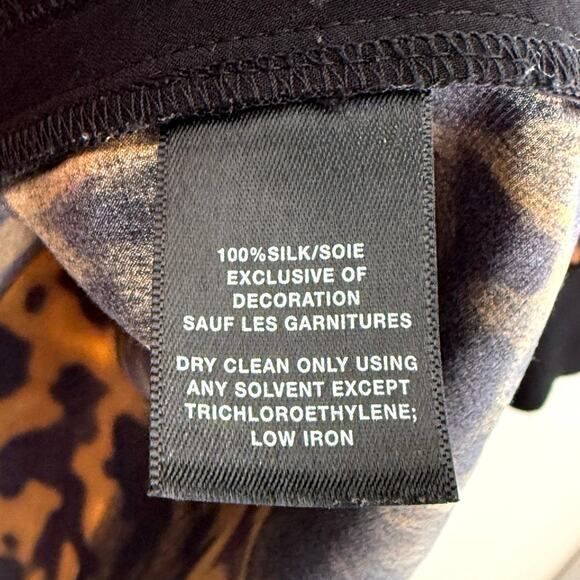 100%SILK/SOIE
EXCLUSIVE OF
DECORATION
SAUF LES GARNITURES
DRY CLEAN ONLY USING
ANY SOLVENT EXCEPT
TRICHLOROETHYLENE;
LOW IRON